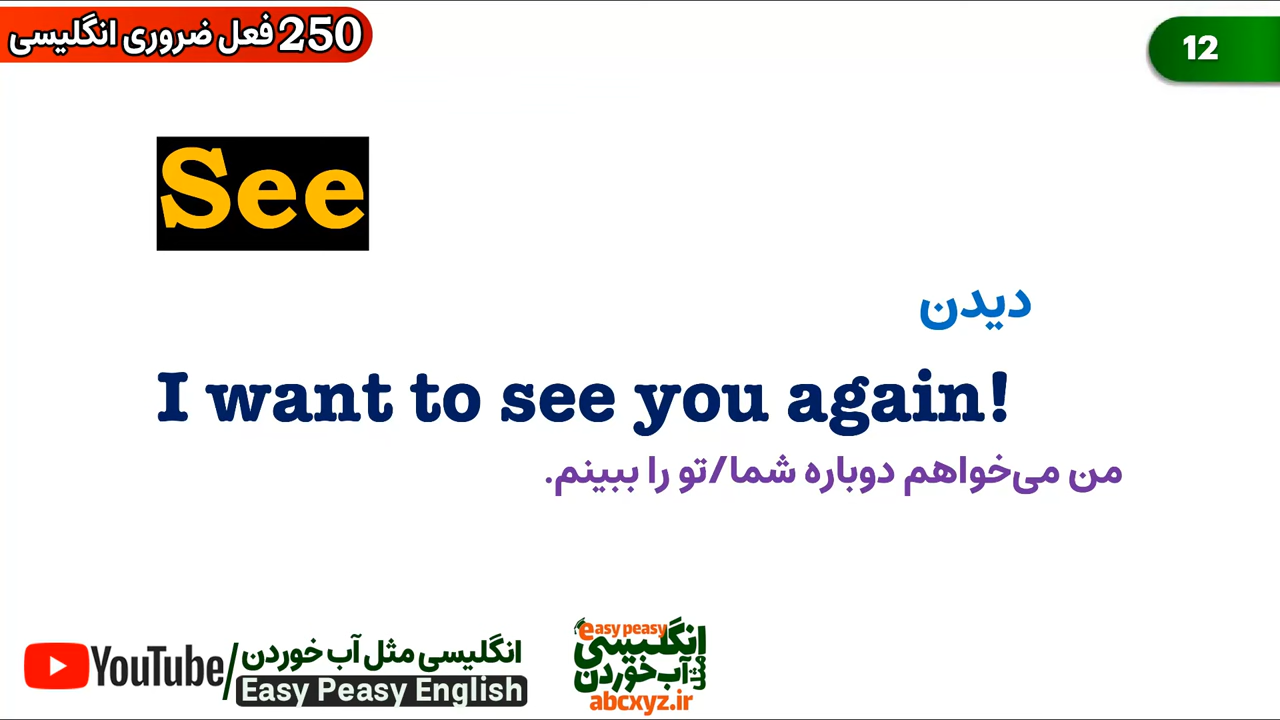 250 فعل ضروری انگلیسی
12
See
دیدن
I want to see you again!
من می‌خواهم دوباره شما/تو را ببینم.
YouTube/انگلیسی مثل آب خوردن
Easy Peasy English
easy peasy
انگلیسی
مثل آب خوردن
abcxyz.ir